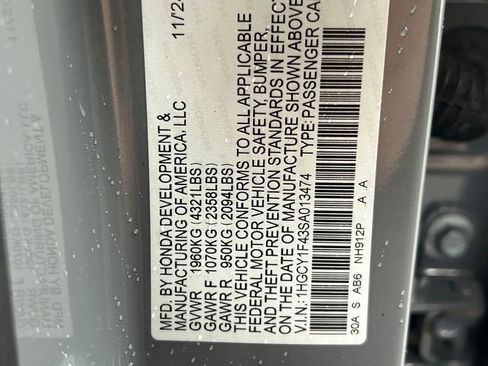 11/2
MFD. BY HONDA DEVELOPMENT &
MANUFACTURING OF AMERICA, LLC
GVWR 1960KG(4321LBS)
GAWR F 1070KG(2358LBS)
GAWR R 950KG(2094LBS)
THIS VEHICLE CONFORMS TO ALL APPLICABLE
FEDERAL MOTOR VEHICLE SAFETY, BUMPER,
AND THEFT PREVENTION STANDARDS IN EFFECT
ON THE DATE OF MANUFACTURE SHOWN ABOVE
V.I.N.:1HGCY1F43SA013474 TYPE:PASSENGER CA
30A S AB6 NH912P .A .A